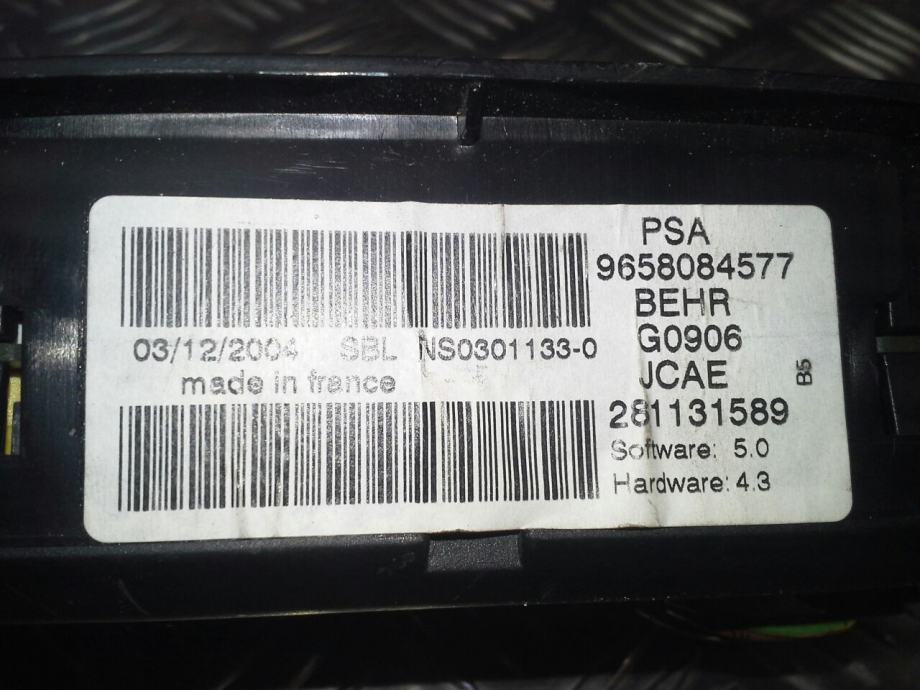 PSA
9658084577
BEHR
03/12/2004 SBL NS0301133-0
G0906
made in france
JCAE
B5
281131589
Software: 5.0
Hardware: 4.3